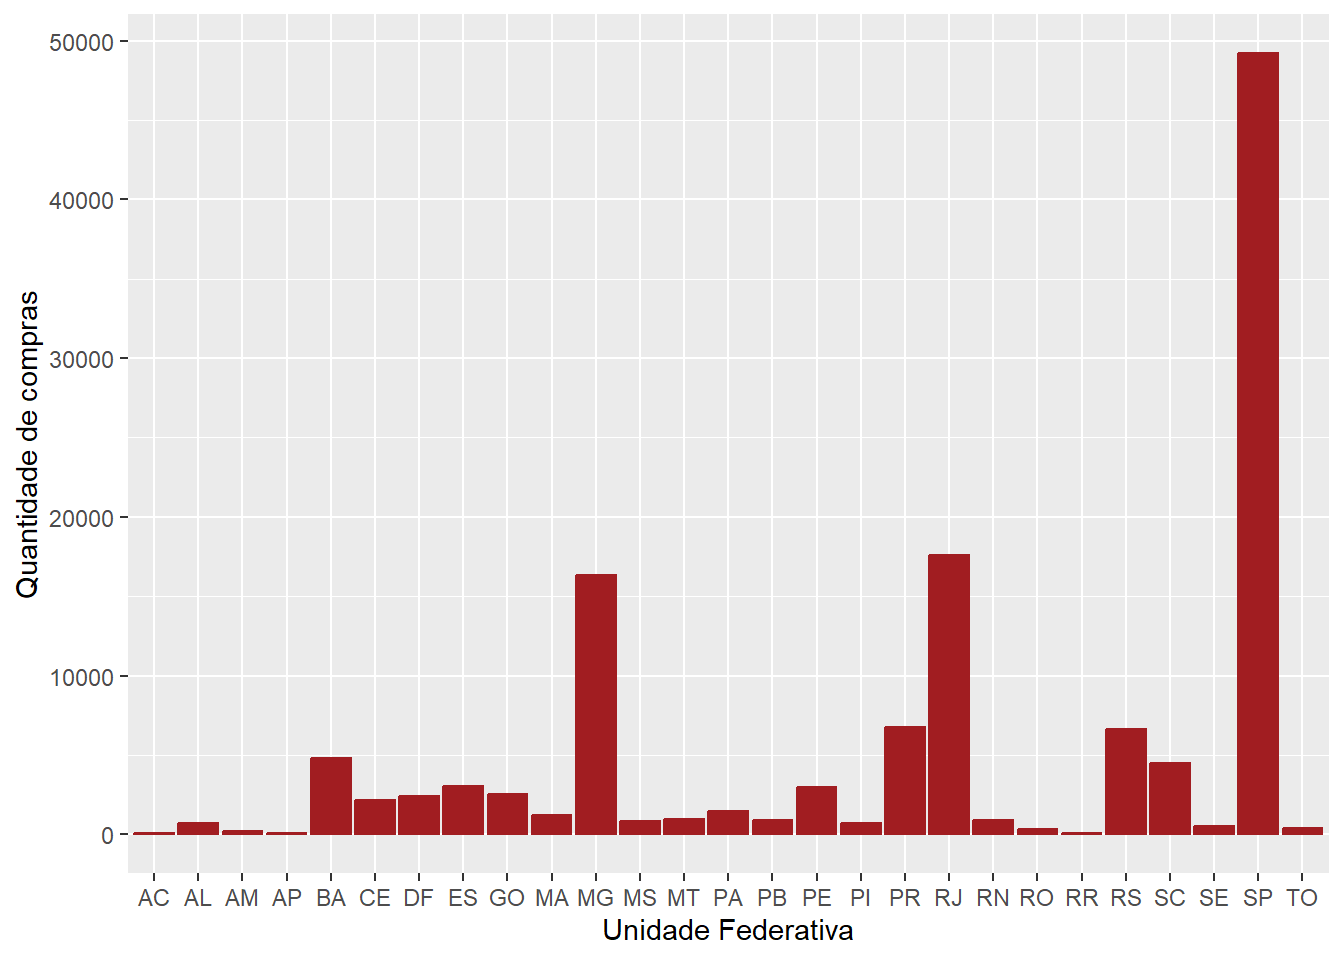 50000
40000
30000
20000
10000
0
Quantidade de compras
AC AL AM AP BA CE DF ES GO MA MG MS MT PA PB PE PI PR RJ RN RO RR RS SC SE SP TO
Unidade Federativa